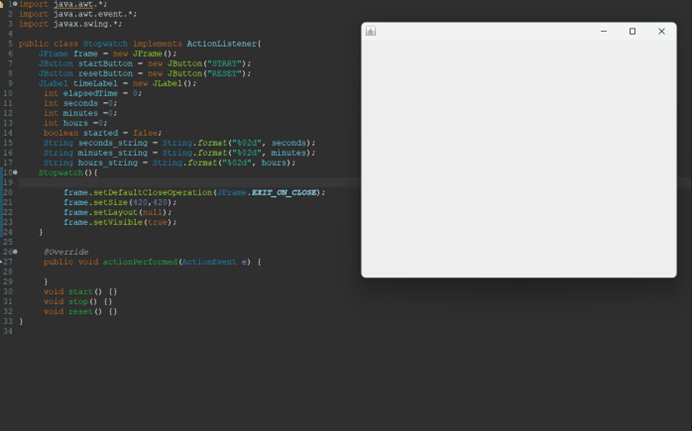 1 import java.awt.*;
2 import java.awt.event.*;
3 import javax.swing.*;
4
5 public class Stopwatch implements ActionListener{
6 JFrame frame = new JFrame();
7 JButton startButton = new JButton("START");
8 JButton resetButton = new JButton("RESET");
9 JLabel timeLabel = new JLabel();
10 int elapsedTime = 0;
11 int seconds =0;
12 int minutes =0;
13 int hours =0;
14 boolean started = false;
15 String seconds_string = String.format("%02d", seconds);
16 String minutes_string = String.format("%02d", minutes);
17 String hours_string = String.format("%02d", hours);
18 Stopwatch(){
19
20 frame.setDefaultCloseOperation(JFrame.EXIT_ON_CLOSE);
21 frame.setSize(420,420);
22 frame.setLayout(null);
23 frame.setVisible(true);
24 }
25
26 @Override
27 public void actionPerformed(ActionEvent e) {
28
29 }
30 void start() {}
31 void stop() {}
32 void reset() {}
33 }
34